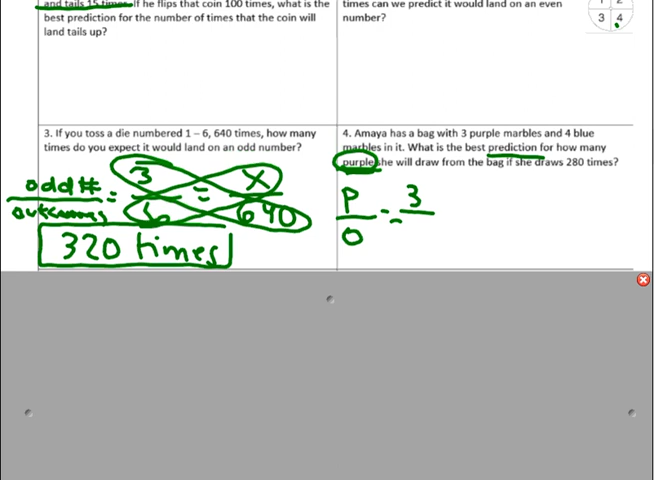 and tails 15 times. If he flips that coin 100 times, what is the
best prediction for the number of times that the coin will
land tails up?
times can we predict it would land on an even
number?
1 2
3 4
3. If you toss a die numbered 1 – 6, 640 times, how many
times do you expect it would land on an odd number?
odd # = 3 = X
outcomes 6 640
320 times
4. Amaya has a bag with 3 purple marbles and 4 blue
marbles in it. What is the best prediction for how many
purple she will draw from the bag if she draws 280 times?
P = 3
O